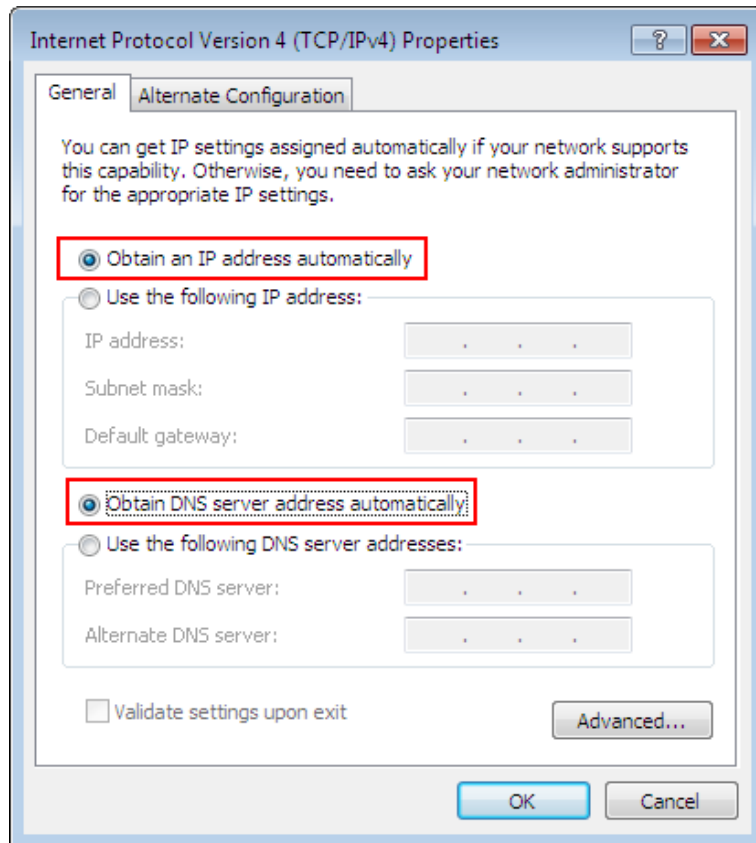 Internet Protocol Version 4 (TCP/IPv4) Properties
General
Alternate Configuration
You can get IP settings assigned automatically if your network supports
this capability. Otherwise, you need to ask your network administrator
for the appropriate IP settings.
Obtain an IP address automatically
Use the following IP address:
IP address:
Subnet mask:
Default gateway:
Obtain DNS server address automatically
Use the following DNS server addresses:
Preferred DNS server:
Alternate DNS server:
Validate settings upon exit
Advanced...
OK
Cancel